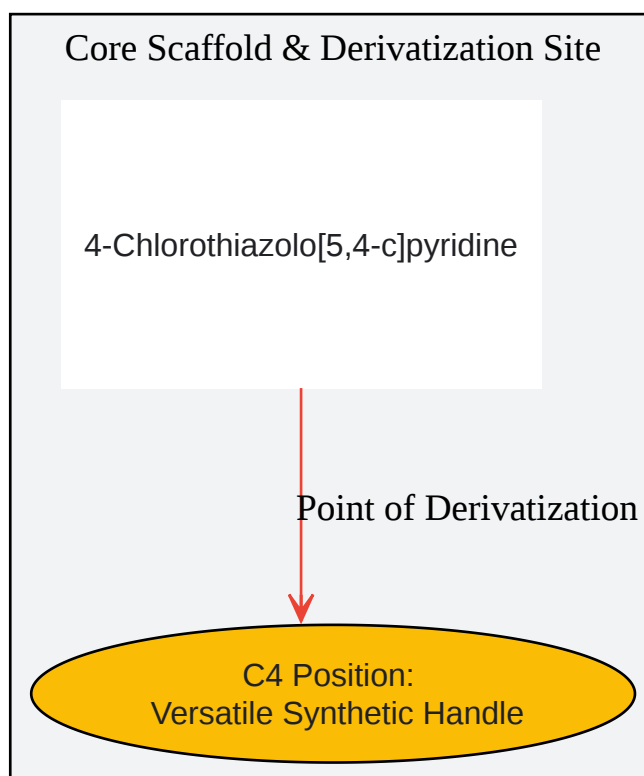 Core Scaffold & Derivatization Site
4-Chlorothiazolo[5,4-c]pyridine
Point of Derivatization
C4 Position:
Versatile Synthetic Handle